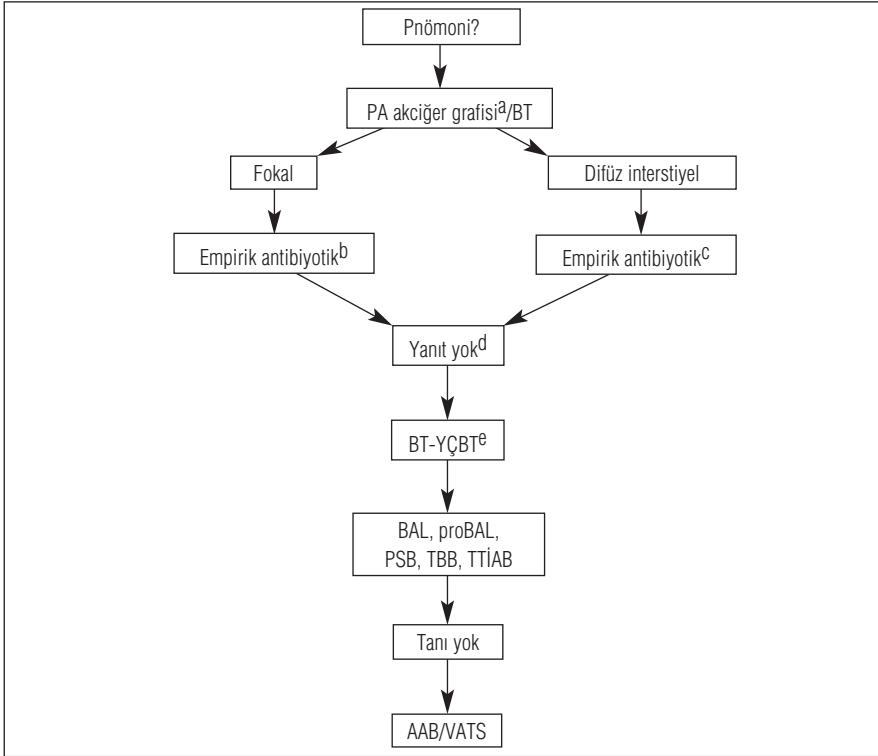 Pnömoni?
PA akciğer grafisiᵃ/BT
Fokal
Difüz interstiyel
Empirik antibiyotikᵇ
Empirik antibiyotikᶜ
Yanıt yokᵈ
BT-YÇBTᵉ
BAL, proBAL,
PSB, TBB, TTİAB
Tanı yok
AAB/VATS